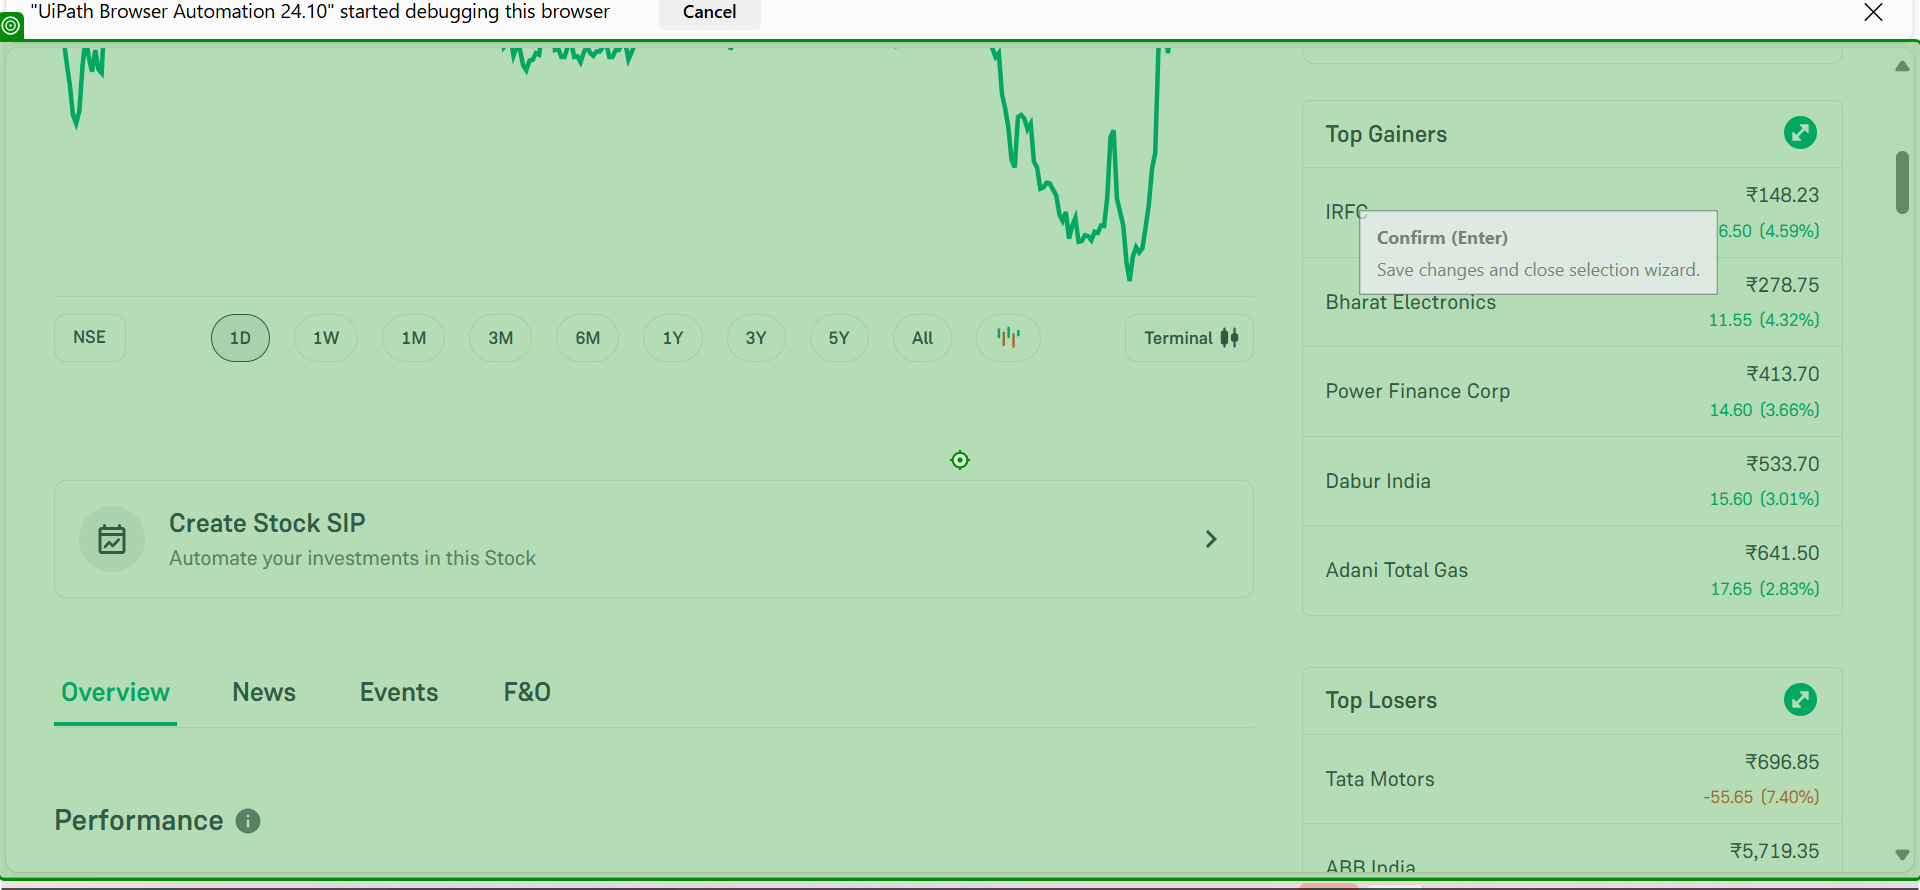 "UiPath Browser Automation 24.10" started debugging this browser
Cancel
NSE
1D
1W
1M
3M
6M
1Y
3Y
5Y
All
Terminal
Create Stock SIP
Automate your investments in this Stock
Overview
News
Events
F&O
Performance
Top Gainers
IRFC
₹148.23
6.50 (4.59%)
Confirm (Enter)
Save changes and close selection wizard.
Bharat Electronics
₹278.75
11.55 (4.32%)
Power Finance Corp
₹413.70
14.60 (3.66%)
Dabur India
₹533.70
15.60 (3.01%)
Adani Total Gas
₹641.50
17.65 (2.83%)
Top Losers
Tata Motors
₹696.85
-55.65 (7.40%)
ABB India
₹5,719.35